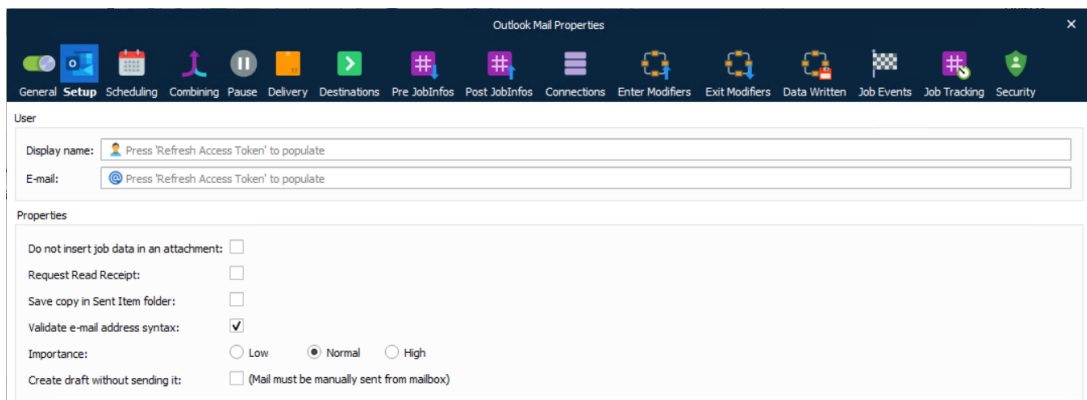 Outlook Mail Properties
General Setup Scheduling Combining Pause Delivery Destinations Pre JobInfos Post JobInfos Connections Enter Modifiers Exit Modifiers Data Written Job Events Job Tracking Security
User
Display name: Press 'Refresh Access Token' to populate
E-mail: Press 'Refresh Access Token' to populate
Properties
Do not insert job data in an attachment:
Request Read Receipt:
Save copy in Sent Item folder:
Validate e-mail address syntax:
Importance: Low Normal High
Create draft without sending it: (Mail must be manually sent from mailbox)